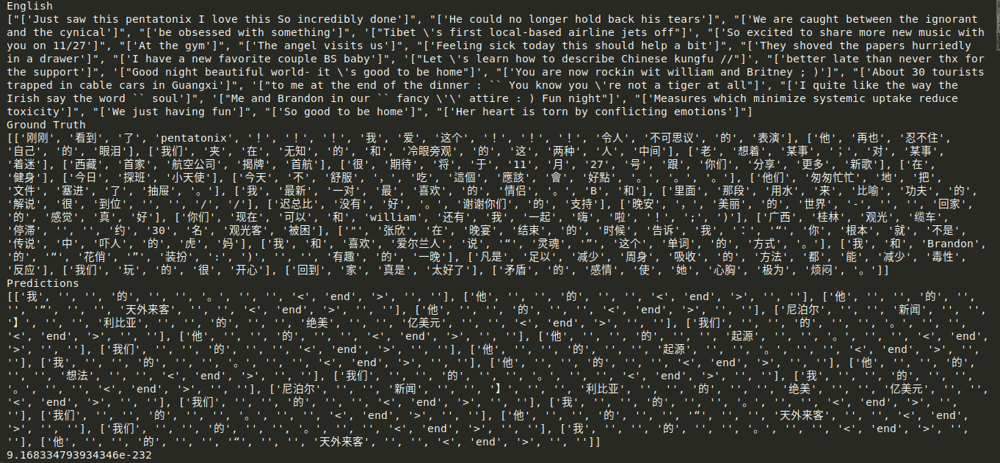 English
["['Just saw this pentatonix I love this So incredibly done']", "['He could no longer hold back his tears']", "['We are caught between the ignorant
and the cynical']", "['be obsessed with something']", '["Tibet \'s first local-based airline jets off"]', "['So excited to share more new music with
you on 11/27']", "['At the gym']", "['The angel visits us']", "['Feeling sick today this should help a bit']", "['They shoved the papers hurriedly
in a drawer']", "['I have a new favorite couple BS baby']", '["Let \'s learn how to describe Chinese kungfu //"]', "['better late than never thx for
the support']", '["Good night beautiful world- it \'s good to be home"]', "['You are now rockin wit william and Britney ; )']", "['About 30 tourists
trapped in cable cars in Guangxi']", '["to me at the end of the dinner : `` You know you \'re not a tiger at all"]', "['I quite like the way the
Irish say the word `` soul']", '["Me and Brandon in our `` fancy \'\' attire : ) Fun night"]', "['Measures which minimize systemic uptake reduce
toxicity']", "['We just having fun']", "['So good to be home']", "['Her heart is torn by conflicting emotions']"]
Ground Truth
[['刚刚', '看到', '了', 'pentatonix', '！', '！', '！', '我', '爱', '这个', '！', '！', '！', '令人', '不可思议', '的', '表演'], ['他', '再也', '忍不住',
'自己', '的', '眼泪'], ['我们', '夹', '在', '无知', '的', '和', '冷眼旁观', '的', '这', '两种', '人', '中间'], ['老', '想着', '某事', '；', '对', '某事',
'着迷'], ['西藏', '首家', '航空公司', '揭牌', '首航'], ['很', '期待', '将', '于', '11', '月', '27', '号', '跟', '你们', '分享', '更多', '新歌'], ['在',
'健身'], ['今日', '探班', '小天使'], ['今天', '不', '舒服', '，', '吃', '這個', '應該', '會', '好點', '。', '。', '。'], ['他们', '匆匆忙忙', '地', '把',
'文件', '塞进', '了', '抽屉', '。'], ['我', '最新', '一对', '最', '喜欢', '的', '情侣', '。', 'B', '和'], ['里面', '那段', '用水', '来', '比喻', '功夫', '的',
'解说', '很', '到位', '', '', '/', '/'], ['迟总比', '没有', '好', '。', '谢谢你们', '的', '支持'], ['晚安', '，', '美丽', '的', '世界', '-', '', '', '回家',
'的', '感觉', '真', '好'], ['你们', '现在', '可以', '和', 'william', '还有', '我', '一起', '嗨', '啦', '！', ';', ')'], ['广西', '桂林', '观光', '缆车',
'停滞', '', '', '约', '30', '名', '观光客', '被困'], ['"', '张欣', '在', '晚宴', '结束', '的', '时候', '告诉', '我', '：', '“', '你', '根本', '就', '不是',
'传说', '中', '吓人', '的', '虎', '妈'], ['我', '和', '喜欢', '爱尔兰人', '说', '“', '灵魂', '”', '这个', '单词', '的', '方式', '。'], ['我', '和', 'Brandon',
'的', '“', '花俏', '”', '装扮', ':', ')', '', '', '有趣', '的', '一晚'], ['凡是', '足以', '减少', '周身', '吸收', '的', '方法', '都', '能', '减少', '毒性',
'反应'], ['我们', '玩', '的', '很', '开心'], ['回到', '家', '真是', '太好了'], ['矛盾', '的', '感情', '使', '她', '心胸', '极为', '烦闷', '。']]
Predictions
[['我', '', '', '的', '', '', '。', '', '', '<', 'end', '>', '', ''], ['他', '', '', '的', '', '', '<', 'end', '>', '', ''], ['他', '', '', '的', '',
'', '“', '', '', '天外来客', '', '', '<', 'end', '>', '', ''], ['他', '', '', '的', '', '', '<', 'end', '>', '', ''], ['尼泊尔', '', '', '新闻', '', '',
'】', '', '', '利比亚', '', '', '的', '', '', '绝美', '', '', '亿美元', '', '', '<', 'end', '>', '', ''], ['我们', '', '', '的', '', '', '。', '', '',
'<', 'end', '>', '', ''], ['他', '', '', '的', '', '', '<', 'end', '>', '', ''], ['他', '', '', '的', '', '', '起源', '', '', '。', '', '', '<', 'end',
'>', '', ''], ['我们', '', '', '的', '', '', '<', 'end', '>', '', ''], ['他', '', '', '的', '', '', '起源', '', '', '。', '', '', '<', 'end', '>', '',
''], ['我', '', '', '的', '', '', '。', '', '', '<', 'end', '>', '', ''], ['他', '', '', '的', '', '', '<', 'end', '>', '', ''], ['他', '', '', '的',
'', '', '想法', '', '', '<', 'end', '>', '', ''], ['我们', '', '', '的', '', '', '。', '', '', '<', 'end', '>', '', ''], ['我', '', '', '的', '', '',
'。', '', '', '<', 'end', '>', '', ''], ['尼泊尔', '', '', '新闻', '', '', '】', '', '', '利比亚', '', '', '的', '', '', '绝美', '', '', '亿美元', '', '',
'<', 'end', '>', '', ''], ['我们', '', '', '的', '', '', '<', 'end', '>', '', ''], ['我', '', '', '的', '', '', '。', '', '', '<', 'end', '>', '',
''], ['我们', '', '', '的', '', '', '。', '', '', '<', 'end', '>', '', ''], ['他', '', '', '的', '', '', '“', '', '', '天外来客', '', '', '<', 'end',
'>', '', ''], ['我们', '', '', '的', '', '', '。', '', '', '<', 'end', '>', '', ''], ['我', '', '', '的', '', '', '。', '', '', '<', 'end', '>', '',
''], ['他', '', '', '的', '', '', '“', '', '', '天外来客', '', '', '<', 'end', '>', '', '']]
9.168334793934346e-232